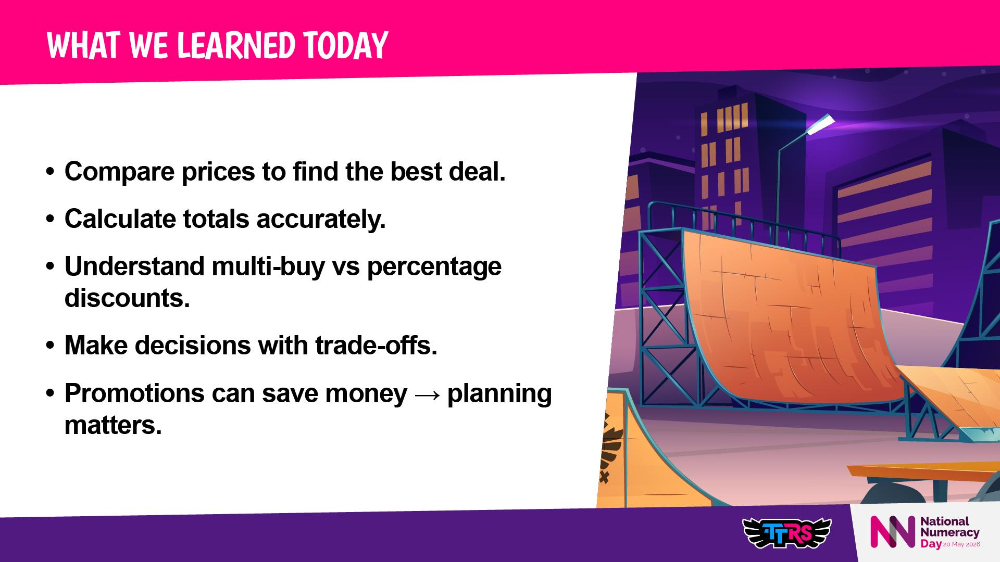 WHAT WE LEARNED TODAY
• Compare prices to find the best deal.
• Calculate totals accurately.
• Understand multi-buy vs percentage
discounts.
• Make decisions with trade-offs.
• Promotions can save money → planning
matters.
TTRS
National
Numeracy
Day 20 May 2026